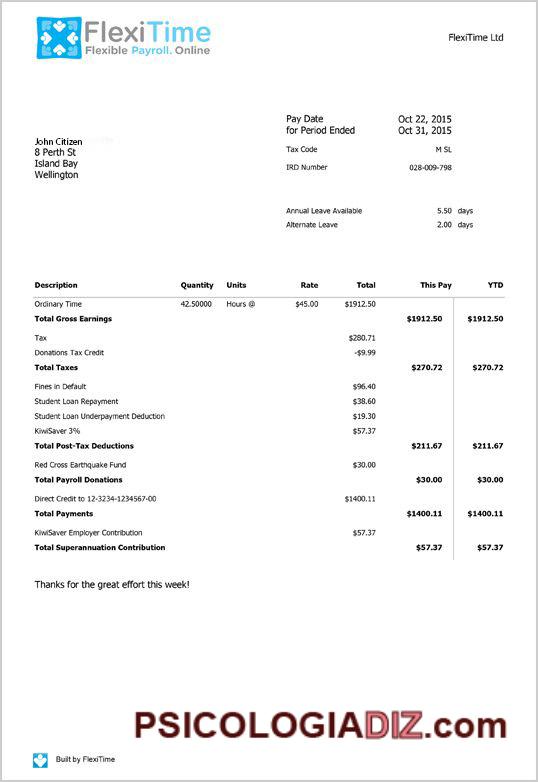 FlexiTime
Flexible Payroll. Online
FlexiTime Ltd
Pay Date Oct 22, 2015
for Period Ended Oct 31, 2015
Tax Code M SL
IRD Number 028-009-798
John Citizen
8 Perth St
Island Bay
Wellington
Annual Leave Available 5.50 days
Alternate Leave 2.00 days
Description Quantity Units Rate Total This Pay YTD
Ordinary Time 42.50000 Hours @ $45.00 $1912.50
Total Gross Earnings $1912.50 $1912.50
Tax $280.71
Donations Tax Credit -$9.99
Total Taxes $270.72 $270.72
Fines in Default $96.40
Student Loan Repayment $38.60
Student Loan Underpayment Deduction $19.30
KiwiSaver 3% $57.37
Total Post-Tax Deductions $211.67 $211.67
Red Cross Earthquake Fund $30.00
Total Payroll Donations $30.00 $30.00
Direct Credit to 12-3234-1234567-00 $1400.11
Total Payments $1400.11 $1400.11
KiwiSaver Employer Contribution $57.37
Total Superannuation Contribution $57.37 $57.37
Thanks for the great effort this week!
PSICOLOGIADIZ.com
Built by FlexiTime